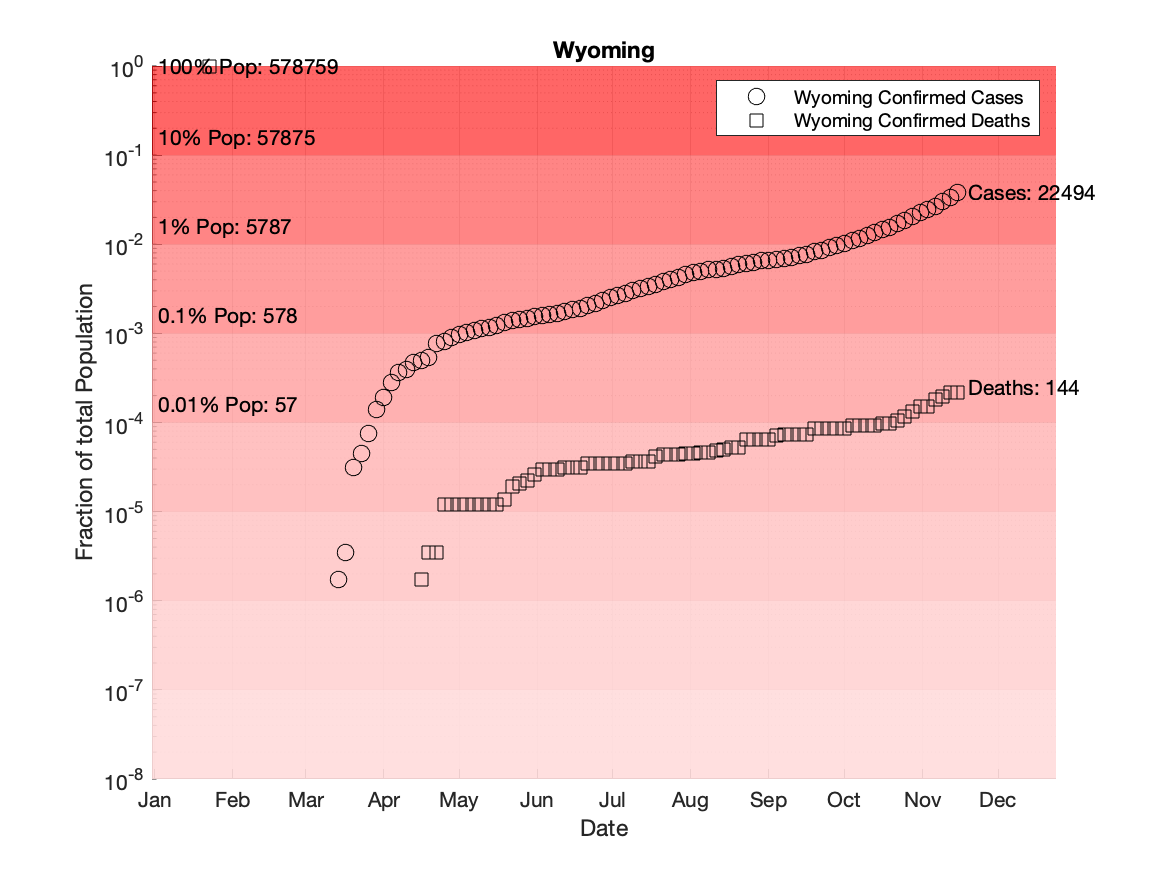 Wyoming
10^0
100% Pop: 578759
Wyoming Confirmed Cases
Wyoming Confirmed Deaths
10% Pop: 57875
10^-1
Cases: 22494
1% Pop: 5787
10^-2
0.1% Pop: 578
10^-3
Deaths: 144
0.01% Pop: 57
10^-4
10^-5
10^-6
10^-7
10^-8
Fraction of total Population
Jan Feb Mar Apr May Jun Jul Aug Sep Oct Nov Dec
Date